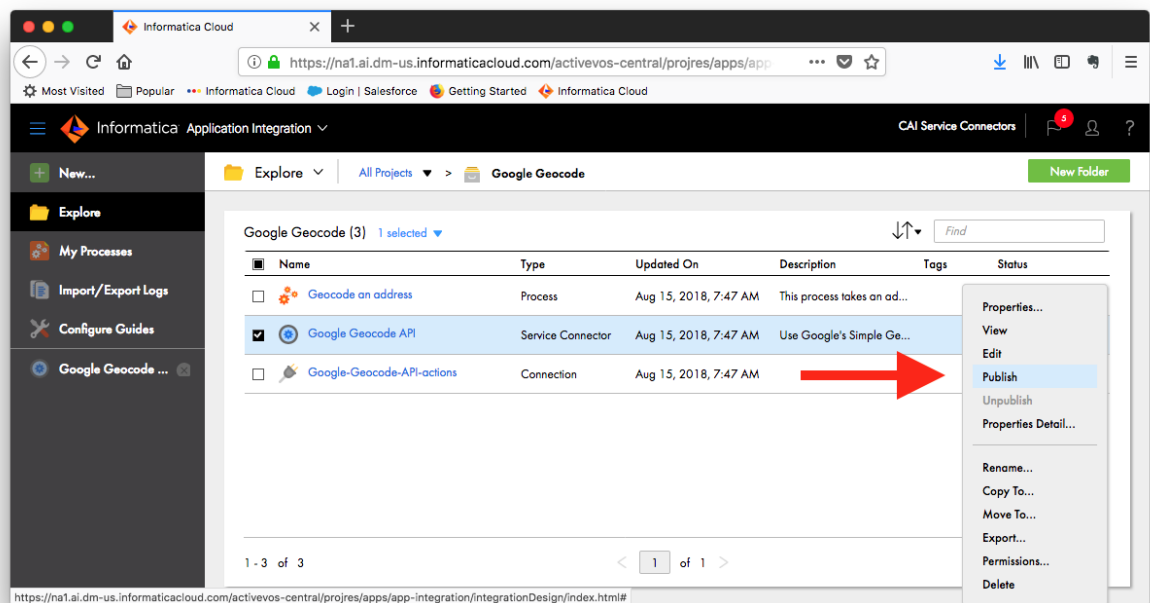 Informatica Cloud
https://na1.ai.dm-us.informaticacloud.com/activevos-central/projres/apps/app
Most Visited Popular Informatica Cloud Login | Salesforce Getting Started Informatica Cloud
Informatica Application Integration CAI Service Connectors 5 ?
New... Explore All Projects > Google Geocode New Folder
Explore
My Processes
Import/Export Logs
Configure Guides
Google Geocode ...
Google Geocode (3) 1 selected Find
Name Type Updated On Description Tags Status
Geocode an address Process Aug 15, 2018, 7:47 AM This process takes an ad...
Google Geocode API Service Connector Aug 15, 2018, 7:47 AM Use Google's Simple Ge...
Google-Geocode-API-actions Connection Aug 15, 2018, 7:47 AM
Properties...
View
Edit
Publish
Unpublish
Properties Detail...
Rename...
Copy To...
Move To...
Export...
Permissions...
Delete
1 - 3 of 3 < 1 of 1 >
https://na1.ai.dm-us.informaticacloud.com/activevos-central/projres/apps/app-integration/integrationDesign/index.html#